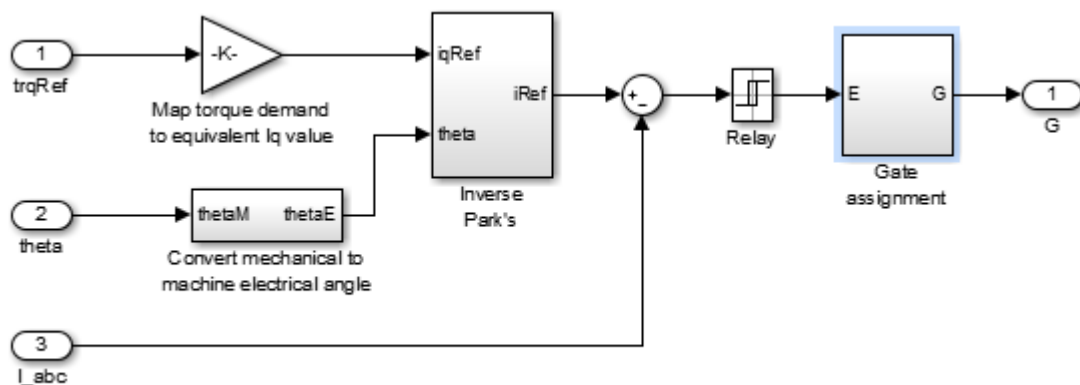 1
trqRef
-K-
Map torque demand
to equivalent Iq value
iqRef
theta
iRef
Inverse
Park's
+
-
Relay
E
G
Gate
assignment
1
G
2
theta
thetaM
thetaE
Convert mechanical to
machine electrical angle
3
I_abc